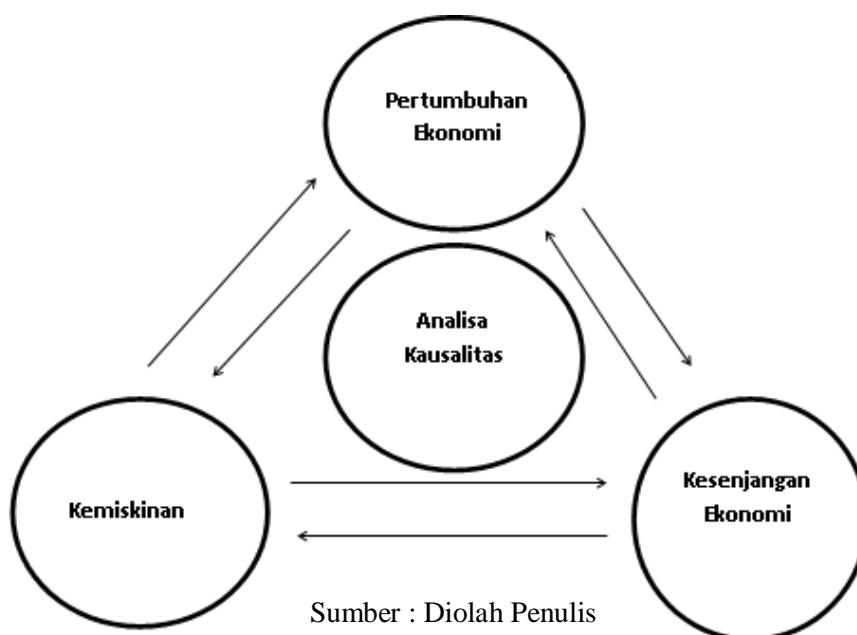 Pertumbuhan
Ekonomi
Analisa
Kausalitas
Kemiskinan
Kesenjangan
Ekonomi
Sumber : Diolah Penulis